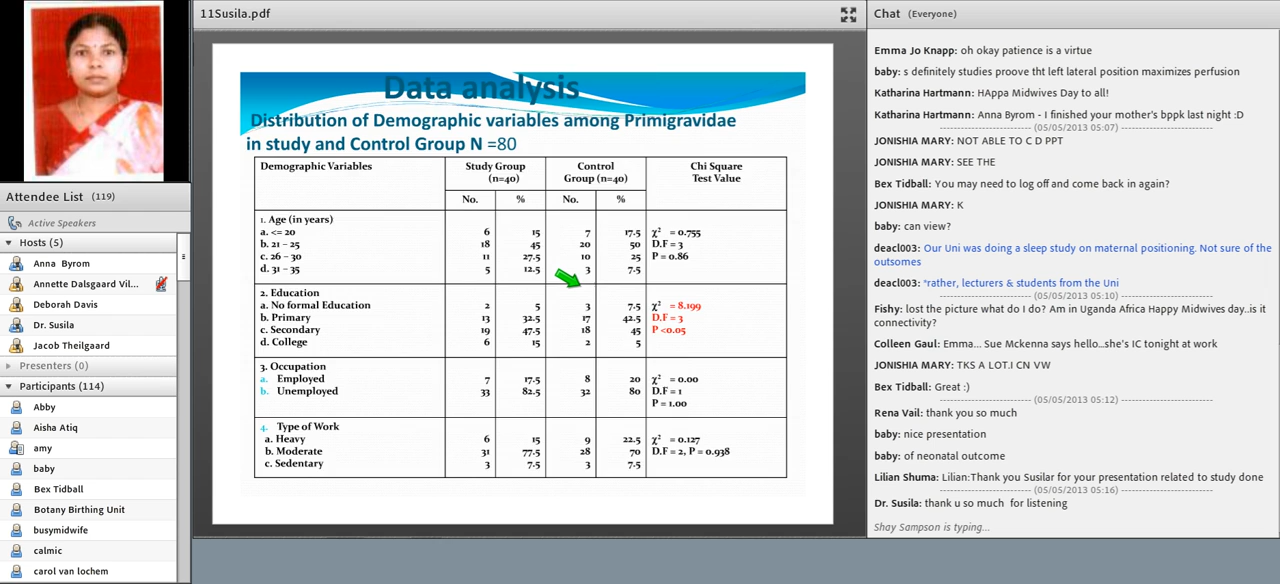 11Susila.pdf
Data analysis
Distribution of Demographic variables among Primigravidae
in study and Control Group N =80
Demographic Variables
Study Group (n=40)
Control Group (n=40)
Chi Square Test Value
No. % No. %
1. Age (in years)
a. <= 20 6 15 7 17.5 χ² = 0.755
b. 21 – 25 18 45 20 50 D.F = 3
c. 26 – 30 11 27.5 10 25 P = 0.86
d. 31 – 35 5 12.5 3 7.5
2. Education
a. No formal Education 2 5 3 7.5 χ² = 8.199
b. Primary 13 32.5 17 42.5 D.F = 3
c. Secondary 19 47.5 18 45 P <0.05
d. College 6 15 2 5
3. Occupation
a. Employed 7 17.5 8 20 χ² = 0.00
b. Unemployed 33 82.5 32 80 D.F = 1
P = 1.00
4. Type of Work
a. Heavy 6 15 9 22.5 χ² = 0.127
b. Moderate 31 77.5 28 70 D.F = 2, P = 0.938
c. Sedentary 3 7.5 3 7.5
Attendee List (119)
Active Speakers
Hosts (5)
Anna Byrom
Annette Dalsgaard Vil...
Deborah Davis
Dr. Susila
Jacob Theilgaard
Presenters (0)
Participants (114)
Abby
Aisha Atiq
amy
baby
Bex Tidball
Botany Birthing Unit
busymidwife
calmic
carol van lochem
Chat (Everyone)
Emma Jo Knapp: oh okay patience is a virtue
baby: s definitely studies proove tht left lateral position maximizes perfusion
Katharina Hartmann: HAppa Midwives Day to all!
Katharina Hartmann: Anna Byrom - I finished your mother's bppk last night :D
------------------ (05/05/2013 05:07) ------------------
JONISHIA MARY: NOT ABLE TO C D PPT
JONISHIA MARY: SEE THE
Bex Tidball: You may need to log off and come back in again?
JONISHIA MARY: K
baby: can view?
deacl003: Our Uni was doing a sleep study on maternal positioning. Not sure of the
outcomes
deacl003: *rather, lecturers & students from the Uni
------------------ (05/05/2013 05:10) ------------------
Fishy: lost the picture what do I do? Am in Uganda Africa Happy Midwives day..is it
connectivity?
Colleen Gaul: Emma... Sue Mckenna says hello...she's IC tonight at work
JONISHIA MARY: TKS A LOT.I CN VW
Bex Tidball: Great :)
------------------ (05/05/2013 05:12) ------------------
Rena Vail: thank you so much
baby: nice presentation
baby: of neonatal outcome
Lilian Shuma: Lilian:Thank you Susilar for your presentation related to study done
------------------ (05/05/2013 05:16) ------------------
Dr. Susila: thank u so much for listening
Shay Sampson is typing...